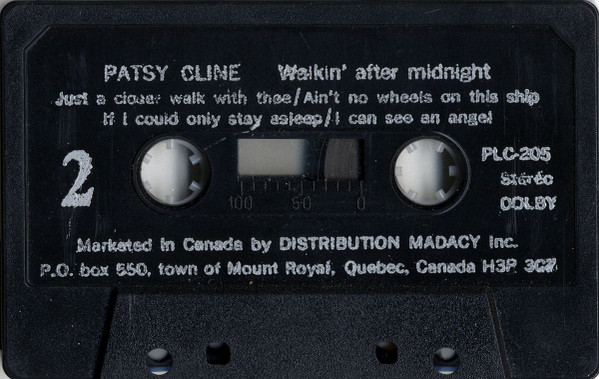 PATSY CLINE Walkin' after midnight
Just a closer walk with thee/Ain't no wheels on this ship
If I could only stay asleep/I can see an angel
2
PLC-205
Stereo
DOLBY
100 50 0
Marketed in Canada by DISTRIBUTION MADACY Inc.
P.O. box 550, town of Mount Royal, Quebec, Canada H3P